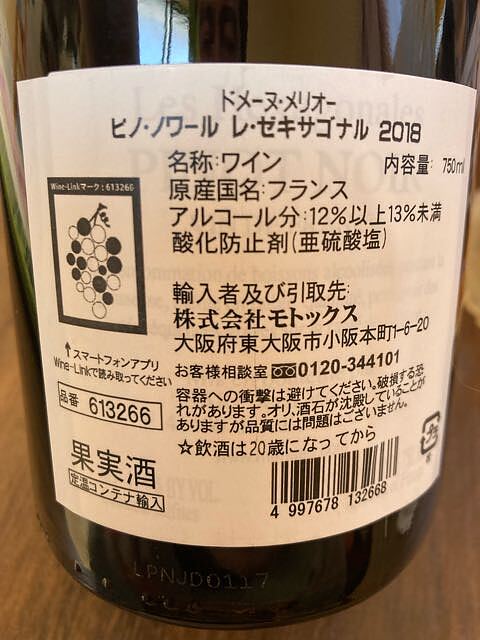 ドメーヌ・メリオー
ピノ・ノワール レ・ゼキサゴナル 2018
名称:ワイン 内容量: 750ml
原産国名:フランス
アルコール分:12%以上13%未満
酸化防止剤(亜硫酸塩)
Wine-Linkマーク:613266
輸入者及び引取先:
株式会社モトックス
大阪府東大阪市小阪本町1-6-20
お客様相談室 0120-344101
↑スマートフォンアプリ
Wine-Linkで読み取ってください
容器への衝撃は避けてください。破損する恐
れがあります。オリ、酒石が沈殿していることが
ありますが品質には問題はございません。
品番 613266
☆飲酒は20歳になってから
果実酒
定温コンテナ輸入
4 997678 132668
LPNJD0117